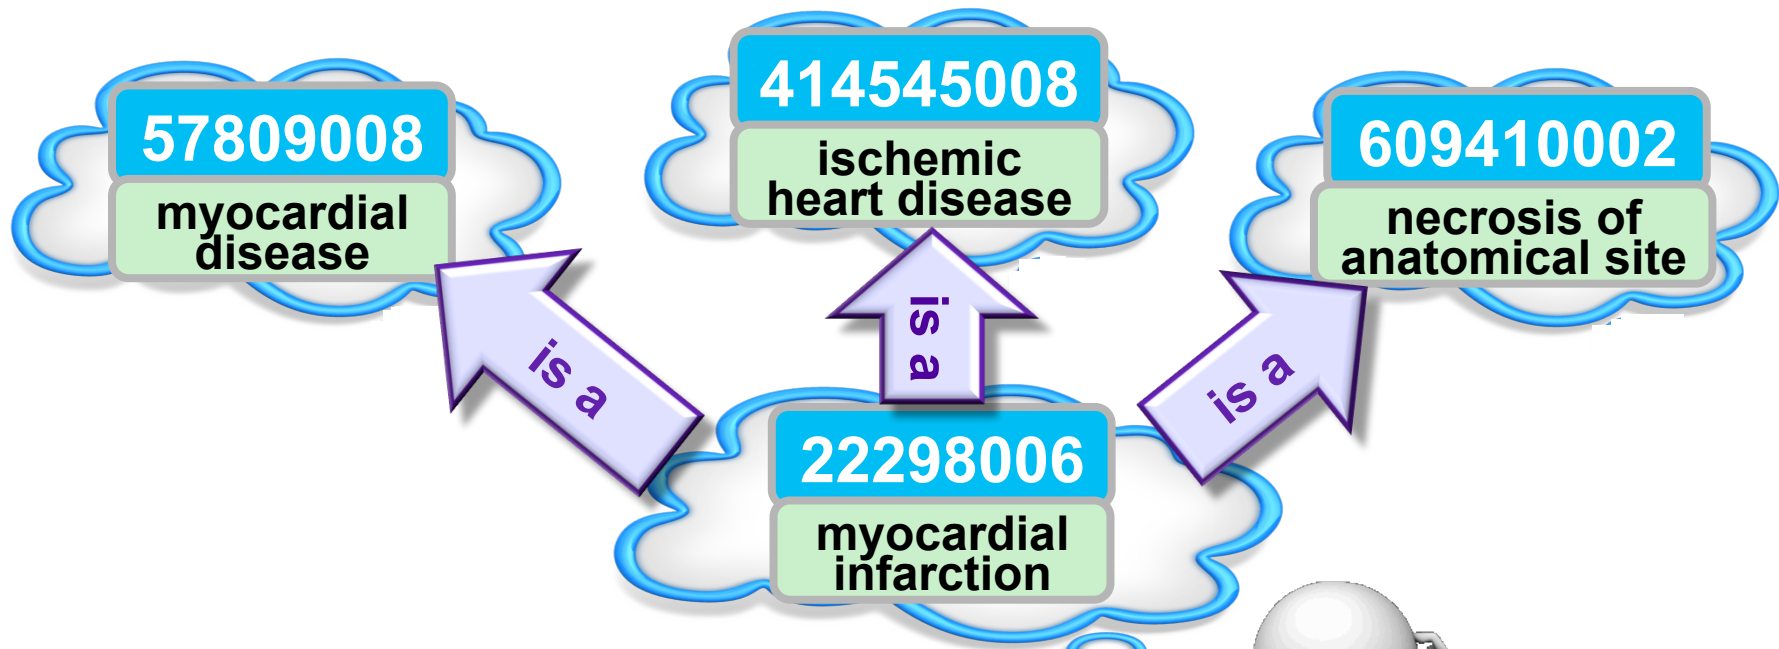 57809008
myocardial
disease
414545008
ischemic
heart disease
609410002
necrosis of
anatomical site
is a
is a
is a
22298006
myocardial
infarction